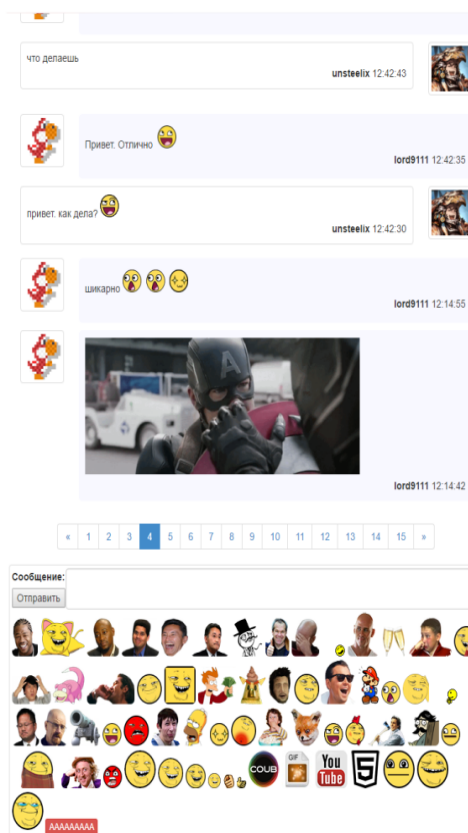 что делаешь
unsteelix 12:42:43
Привет. Отлично
lord9111 12:42:35
привет. как дела?
unsteelix 12:42:30
шикарно
lord9111 12:14:55
A
lord9111 12:14:42
« 1 2 3 4 5 6 7 8 9 10 11 12 13 14 15 »
Сообщение:
Отправить
COUB
GIF
You
Tube
5
AAAAAAAAA